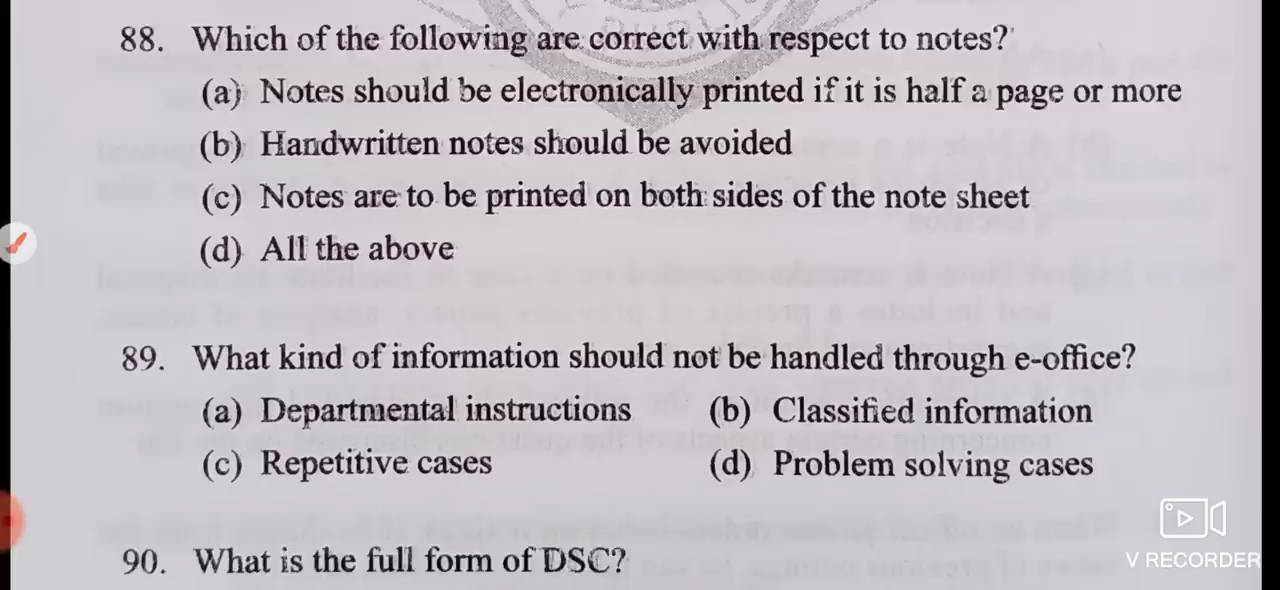 88. Which of the following are correct with respect to notes?
(a) Notes should be electronically printed if it is half a page or more
(b) Handwritten notes should be avoided
(c) Notes are to be printed on both sides of the note sheet
(d) All the above
89. What kind of information should not be handled through e-office?
(a) Departmental instructions (b) Classified information
(c) Repetitive cases (d) Problem solving cases
90. What is the full form of DSC?
V RECORDER